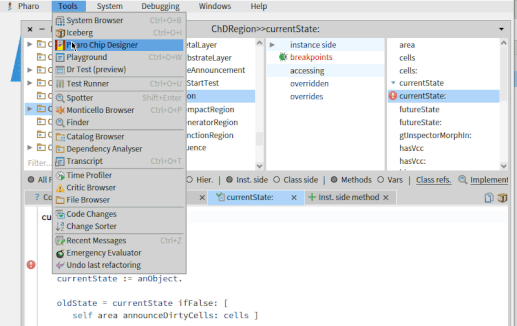 Pharo Tools System Debugging Windows Help
ChDRegion>>currentState:
System Browser Ctrl+O+B
Iceberg Ctrl+O+I
Pharo Chip Designer
Playground Ctrl+O+W
Dr Test (preview)
Test Runner Ctrl+O+U
Spotter Shift+Enter
Monticello Browser Ctrl+O+P
Finder
Catalog Browser
Dependency Analyser
Transcript Ctrl+O+T
Time Profiler
Critic Browser
File Browser
Code Changes
Change Sorter
Recent Messages Ctrl+Z
Emergency Evaluator
Undo last refactoring
Filter...
etalLayer
bstrateLayer
eAnnouncement
StartTest
on
mpactRegion
neratorRegion
nctionRegion
uence
instance side
breakpoints
accessing
overridden
overrides
area
cells
cells:
currentState
currentState:
futureState
futureState:
gtInspectorMorphIn:
hasVcc
hasVcc:
All Hier. Inst. side Class side Methods Vars Class refs. Implement
? Co × currentState: × + Inst. side method ×
cu
currentState := anObject.
oldState = currentState ifFalse: [
self area announceDirtyCells: cells ]